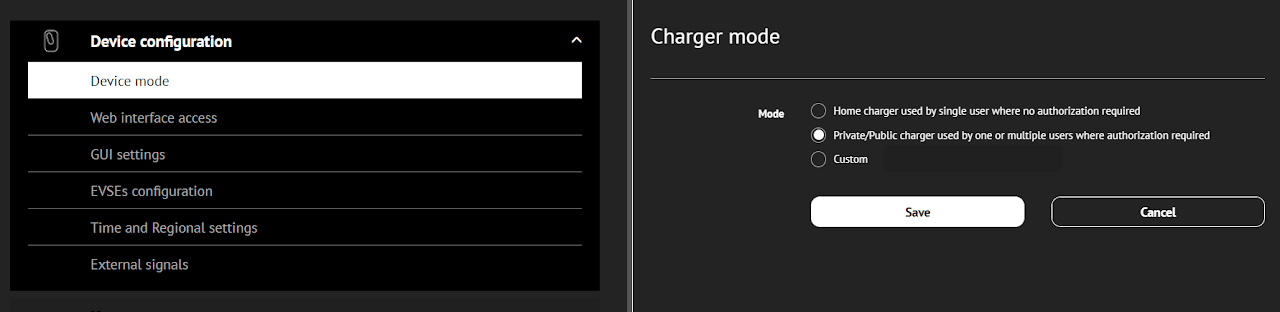 Device configuration
Device mode
Web interface access
GUI settings
EVSEs configuration
Time and Regional settings
External signals
Charger mode
Mode
Home charger used by single user where no authorization required
Private/Public charger used by one or multiple users where authorization required
Custom
Save
Cancel